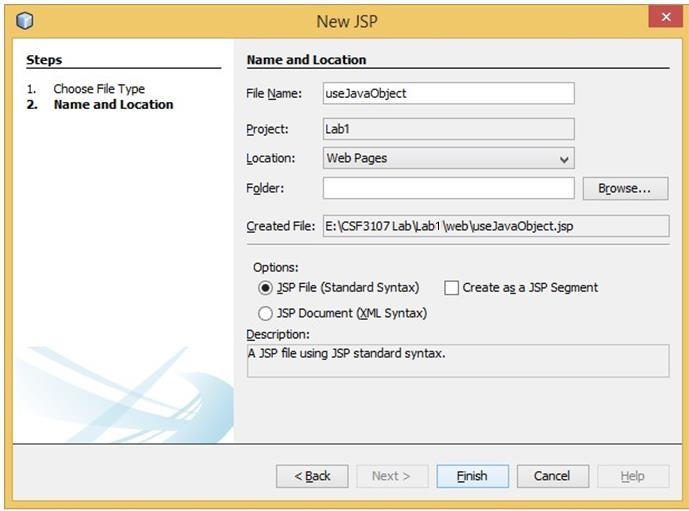 New JSP
Steps
1. Choose File Type
2. Name and Location
Name and Location
File Name: useJavaObject
Project: Lab1
Location: Web Pages
Folder: Browse...
Created File: E:\CSF3107 Lab\Lab1\web\useJavaObject.jsp
Options:
JSP File (Standard Syntax) Create as a JSP Segment
JSP Document (XML Syntax)
Description:
A JSP file using JSP standard syntax.
< Back Next > Finish Cancel Help